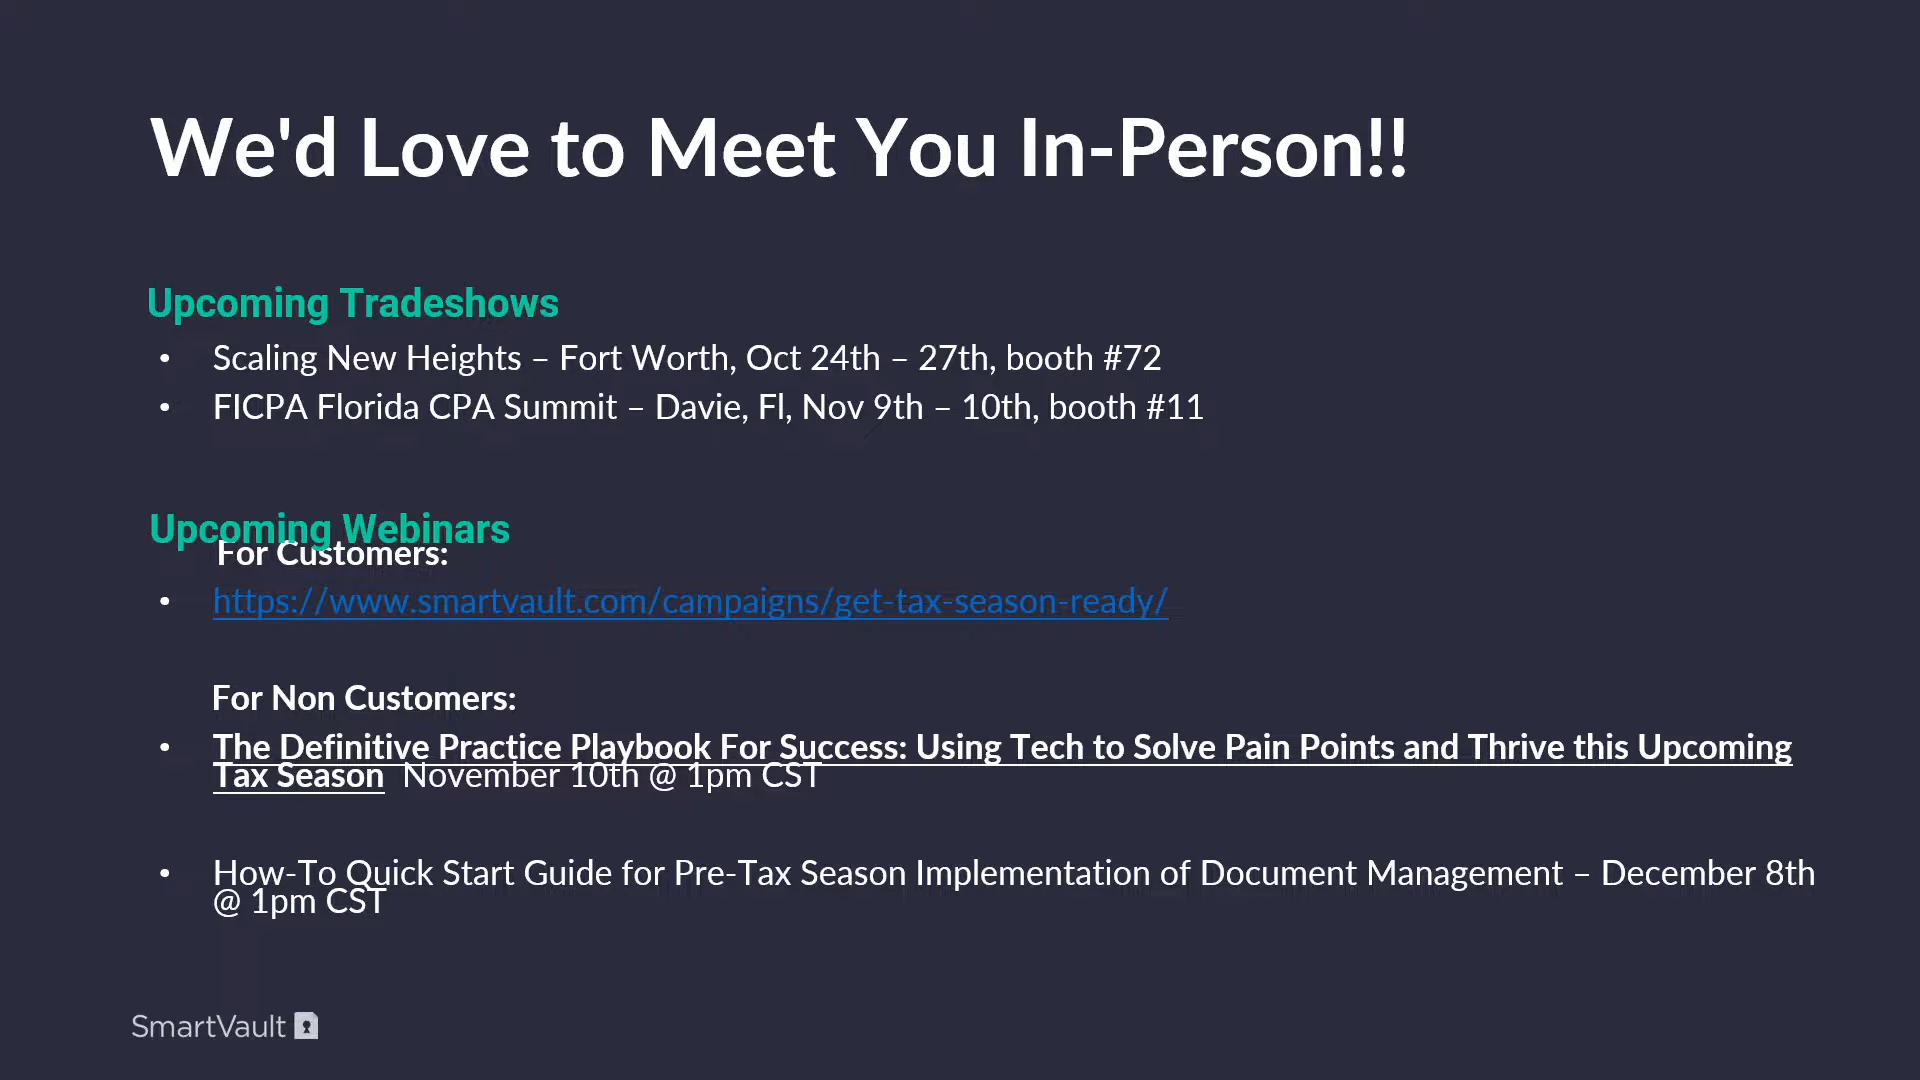 We'd Love to Meet You In-Person!!
Upcoming Tradeshows
• Scaling New Heights – Fort Worth, Oct 24th – 27th, booth #72
• FICPA Florida CPA Summit – Davie, Fl, Nov 9th – 10th, booth #11
Upcoming Webinars
For Customers:
• https://www.smartvault.com/campaigns/get-tax-season-ready/
For Non Customers:
• The Definitive Practice Playbook For Success: Using Tech to Solve Pain Points and Thrive this Upcoming
Tax Season November 10th @ 1pm CST
• How-To Quick Start Guide for Pre-Tax Season Implementation of Document Management – December 8th
@ 1pm CST
SmartVault